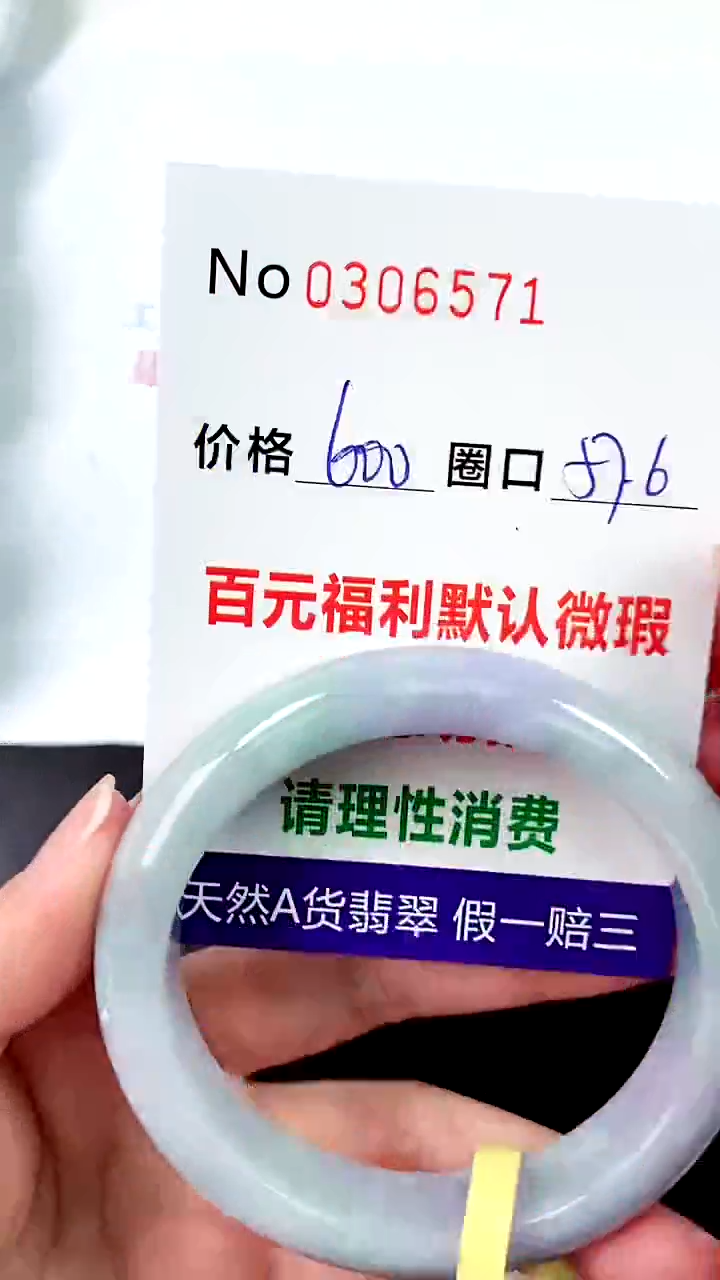 No 0306571
价格 600 圈口 57.6
百元福利默认微瑕
请理性消费
天然A货翡翠 假一赔三